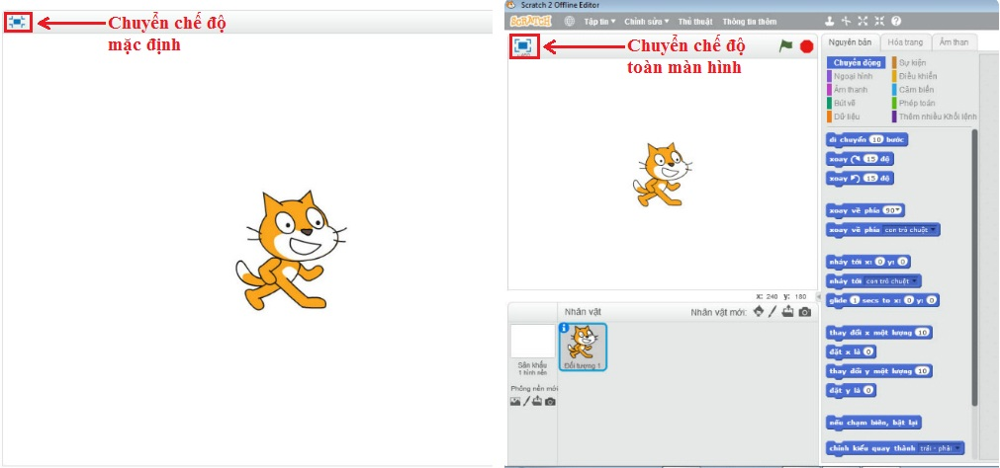 Chuyển chế độ
mặc định
Scratch 2 Offline Editor
SCRATCH Tập tin Chỉnh sửa Thủ thuật Thông tin thêm
Chuyển chế độ
toàn màn hình
Nguyên bản Hóa trang Âm than
Chuyển động Sự kiện
Ngoại hình Điều khiển
Âm thanh Cảm biến
Bút vẽ Phép toán
Dữ liệu Thêm nhiều Khối lệnh
di chuyển 10 bước
xoay 15 độ
xoay 15 độ
xoay về phía 90
xoay về phía con trỏ chuột
nhảy tới x: 0 y: 0
nhảy tới con trỏ chuột
glide 1 secs to x: 0 y: 0
thay đổi x một lượng 10
đặt x là 0
thay đổi y một lượng 10
đặt y là 0
nếu chạm biên, bật lại
chỉnh kiểu quay thành trái - phải
x: 240 y: 180
Nhân vật Nhân vật mới:
Đối tượng 1
Sân khấu
1 hình nền
Phông nền mới